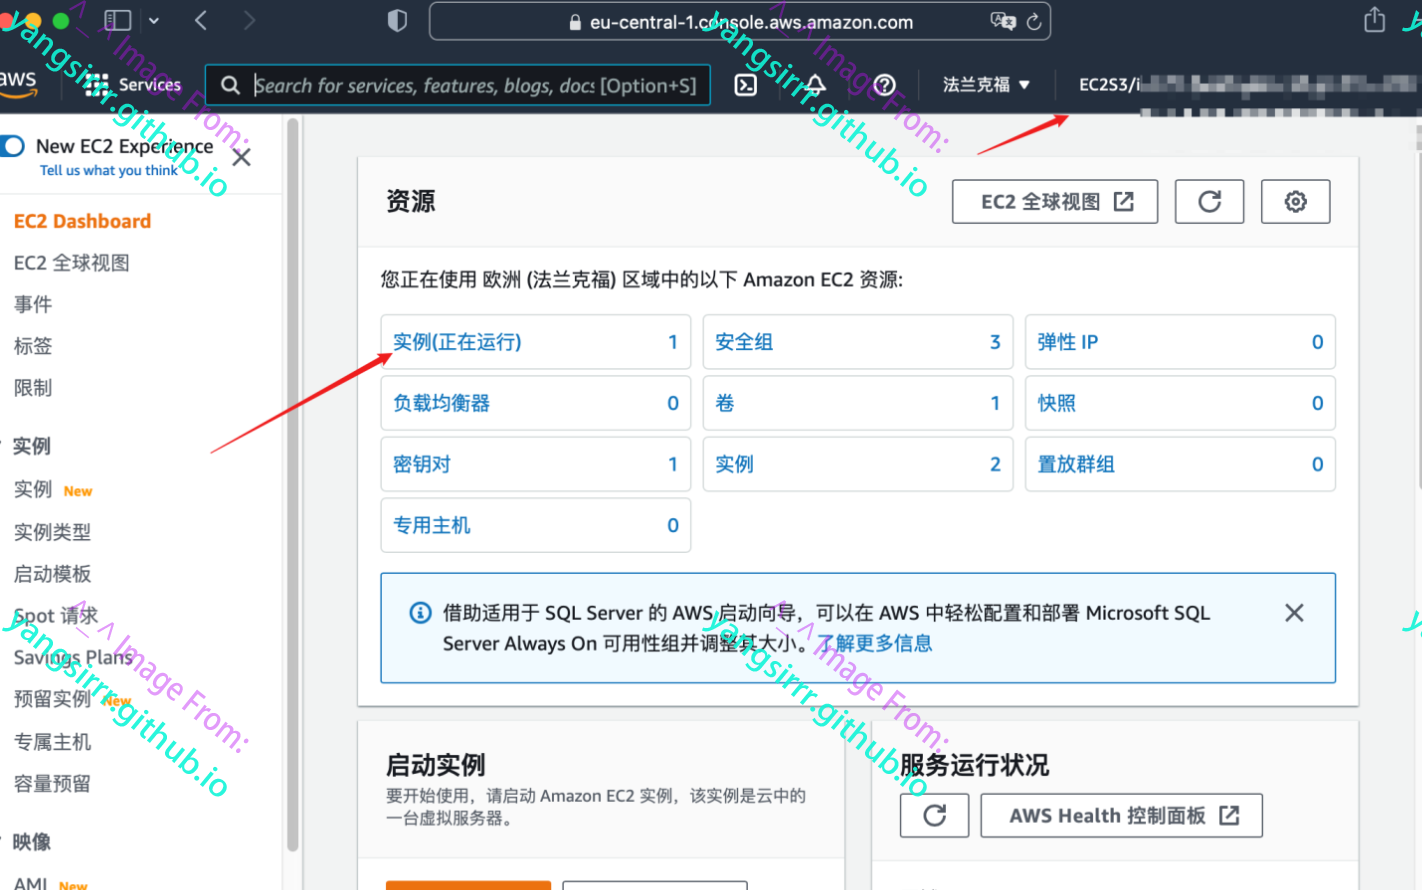 eu-central-1.console.aws.amazon.com
aws
Services
Search for services, features, blogs, docs [Option+S]
法兰克福
EC2S3/i
New EC2 Experience
Tell us what you think
EC2 Dashboard
EC2 全球视图
事件
标签
限制
实例
实例 New
实例类型
启动模板
Spot 请求
Savings Plans
预留实例 New
专属主机
容量预留
映像
AMI New
资源
EC2 全球视图
您正在使用 欧洲 (法兰克福) 区域中的以下 Amazon EC2 资源:
实例(正在运行) 1
安全组 3
弹性 IP 0
负载均衡器 0
卷 1
快照 0
密钥对 1
实例 2
置放群组 0
专用主机 0
借助适用于 SQL Server 的 AWS 启动向导，可以在 AWS 中轻松配置和部署 Microsoft SQL
Server Always On 可用性组并调整其大小。了解更多信息
启动实例
要开始使用，请启动 Amazon EC2 实例，该实例是云中的
一台虚拟服务器。
服务运行状况
AWS Health 控制面板
^_^ Image From:
yangsirrr.github.io
^_^ Image From:
yangsirrr.github.io
^_^ Image From:
yangsirrr.github.io
^_^ Image From:
yangsirrr.github.io